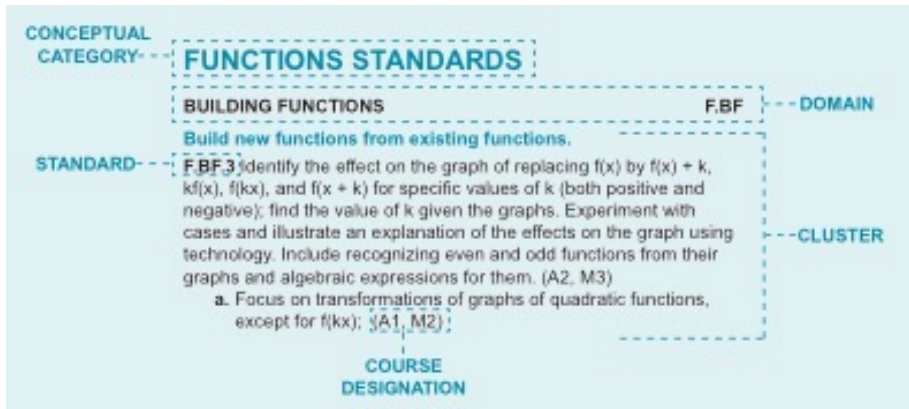 CONCEPTUAL
CATEGORY
FUNCTIONS STANDARDS
BUILDING FUNCTIONS F.BF
DOMAIN
Build new functions from existing functions.
STANDARD
F.BF.3 Identify the effect on the graph of replacing f(x) by f(x) + k,
kf(x), f(kx), and f(x + k) for specific values of k (both positive and
negative); find the value of k given the graphs. Experiment with
cases and illustrate an explanation of the effects on the graph using
technology. Include recognizing even and odd functions from their
graphs and algebraic expressions for them. (A2, M3)
CLUSTER
a. Focus on transformations of graphs of quadratic functions,
except for f(kx); (A1, M2)
COURSE
DESIGNATION